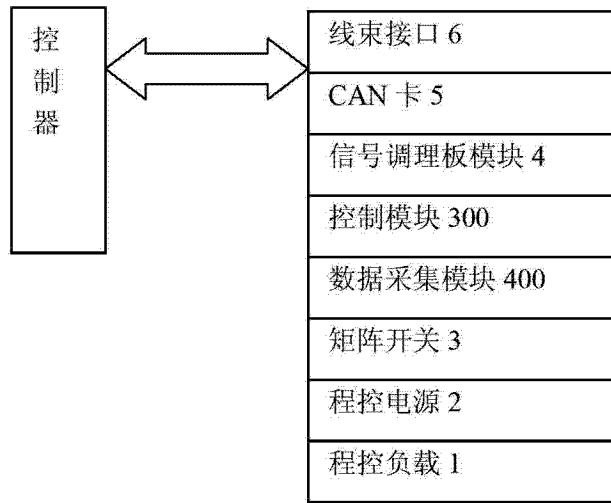 控制器
线束接口 6
CAN 卡 5
信号调理板模块 4
控制模块 300
数据采集模块 400
矩阵开关 3
程控电源 2
程控负载 1